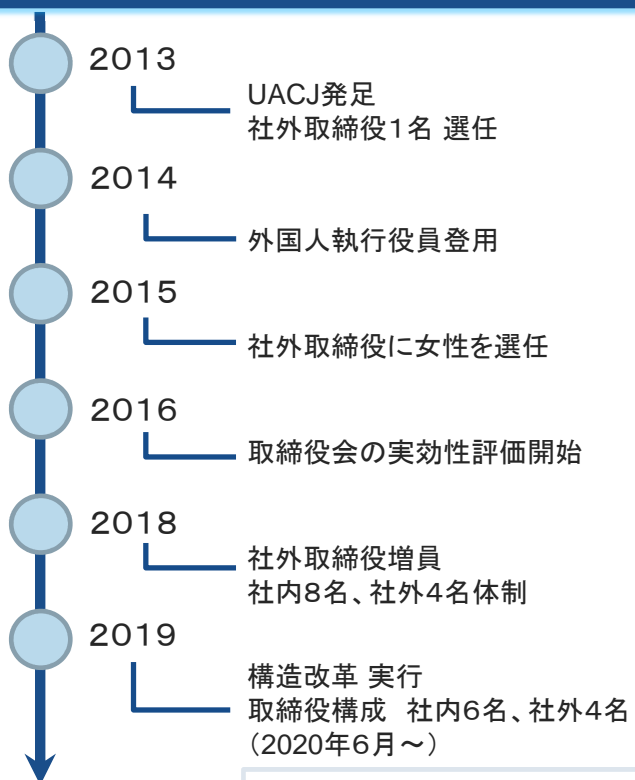 2013
UACJ発足
社外取締役1名 選任
2014
外国人執行役員登用
2015
社外取締役に女性を選任
2016
取締役会の実効性評価開始
2018
社外取締役増員
社内8名、社外4名体制
2019
構造改革 実行
取締役構成 社内6名、社外4名
(2020年6月~)